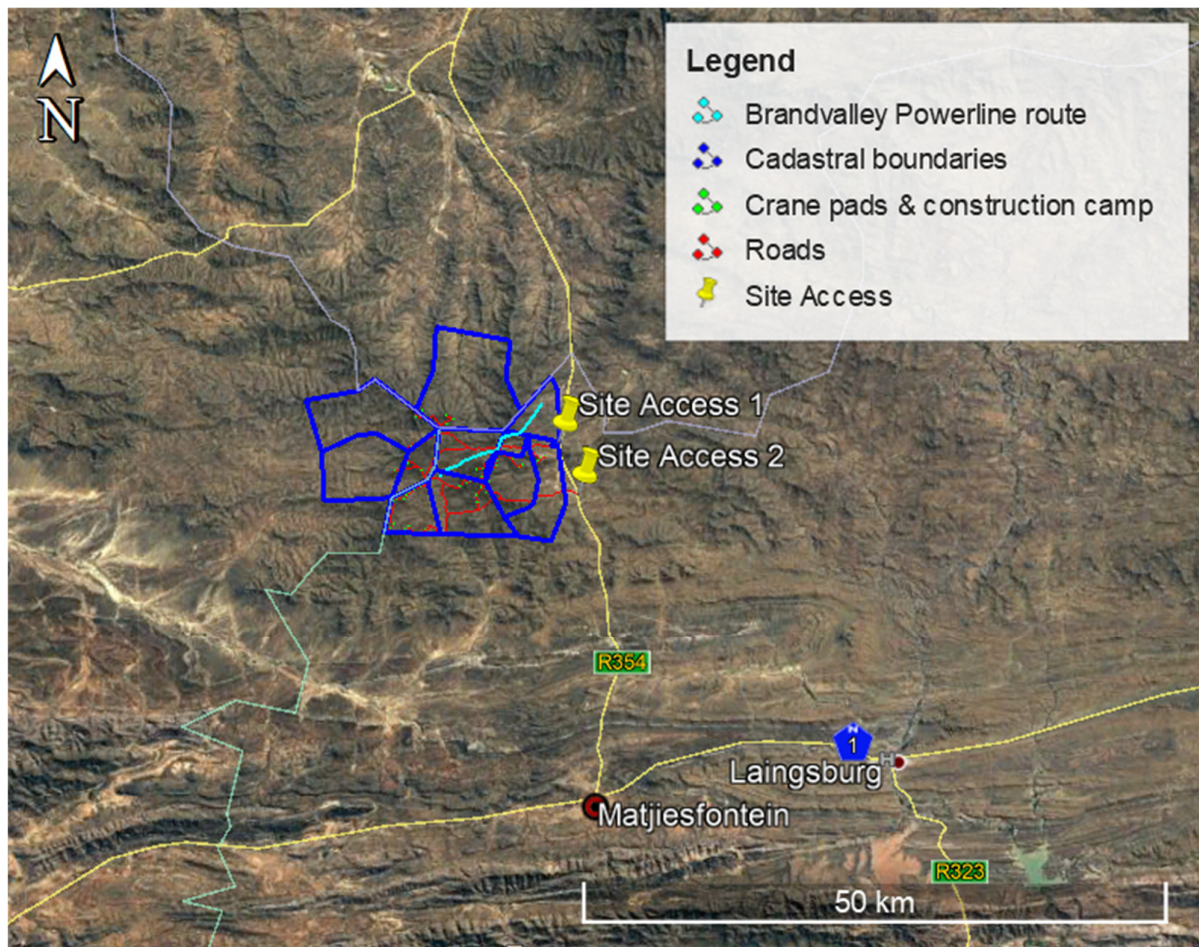 N
Legend
Brandvalley Powerline route
Cadastral boundaries
Crane pads & construction camp
Roads
Site Access
Site Access 1
Site Access 2
R354
N
1
Laingsburg
H
Matjiesfontein
R323
50 km